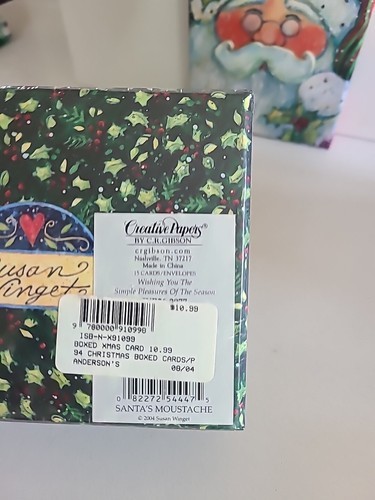 Creative Papers®
BY C.R.GIBSON®
crgibson.com
Nashville, TN 37217
Made in China
15 CARDS/ENVELOPES
Wishing You The
Simple Pleasures Of The Season
Susan
Winget
$10.99
9 780000 910998
ISB-N-X91099
BOXED XMAS CARD 10.99
94 CHRISTMAS BOXED CARDS/P
ANDERSON'S
08/04
0 82272 54447 5
SANTA'S MOUSTACHE
© 2004 Susan Winget